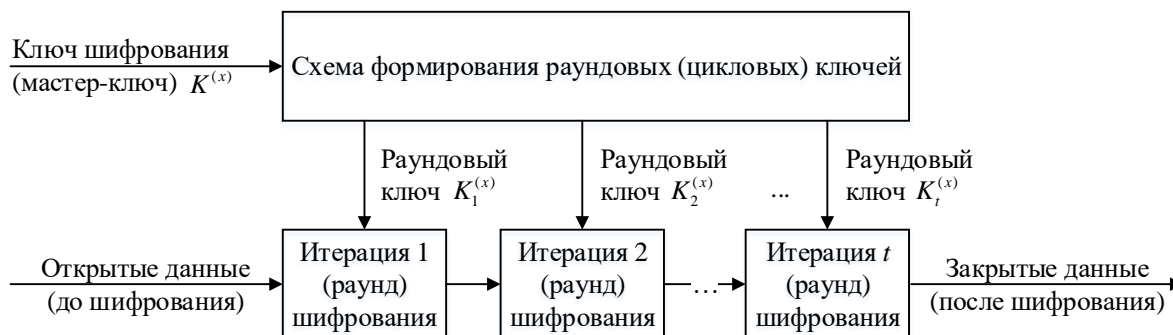 Ключ шифрования
(мастер-ключ) K^(x)
Схема формирования раундовых (цикловых) ключей
Раундовый
ключ K_1^(x)
Раундовый
ключ K_2^(x)
...
Раундовый
ключ K_t^(x)
Открытые данные
(до шифрования)
Итерация 1
(раунд)
шифрования
Итерация 2
(раунд)
шифрования
...
Итерация t
(раунд)
шифрования
Закрытые данные
(после шифрования)